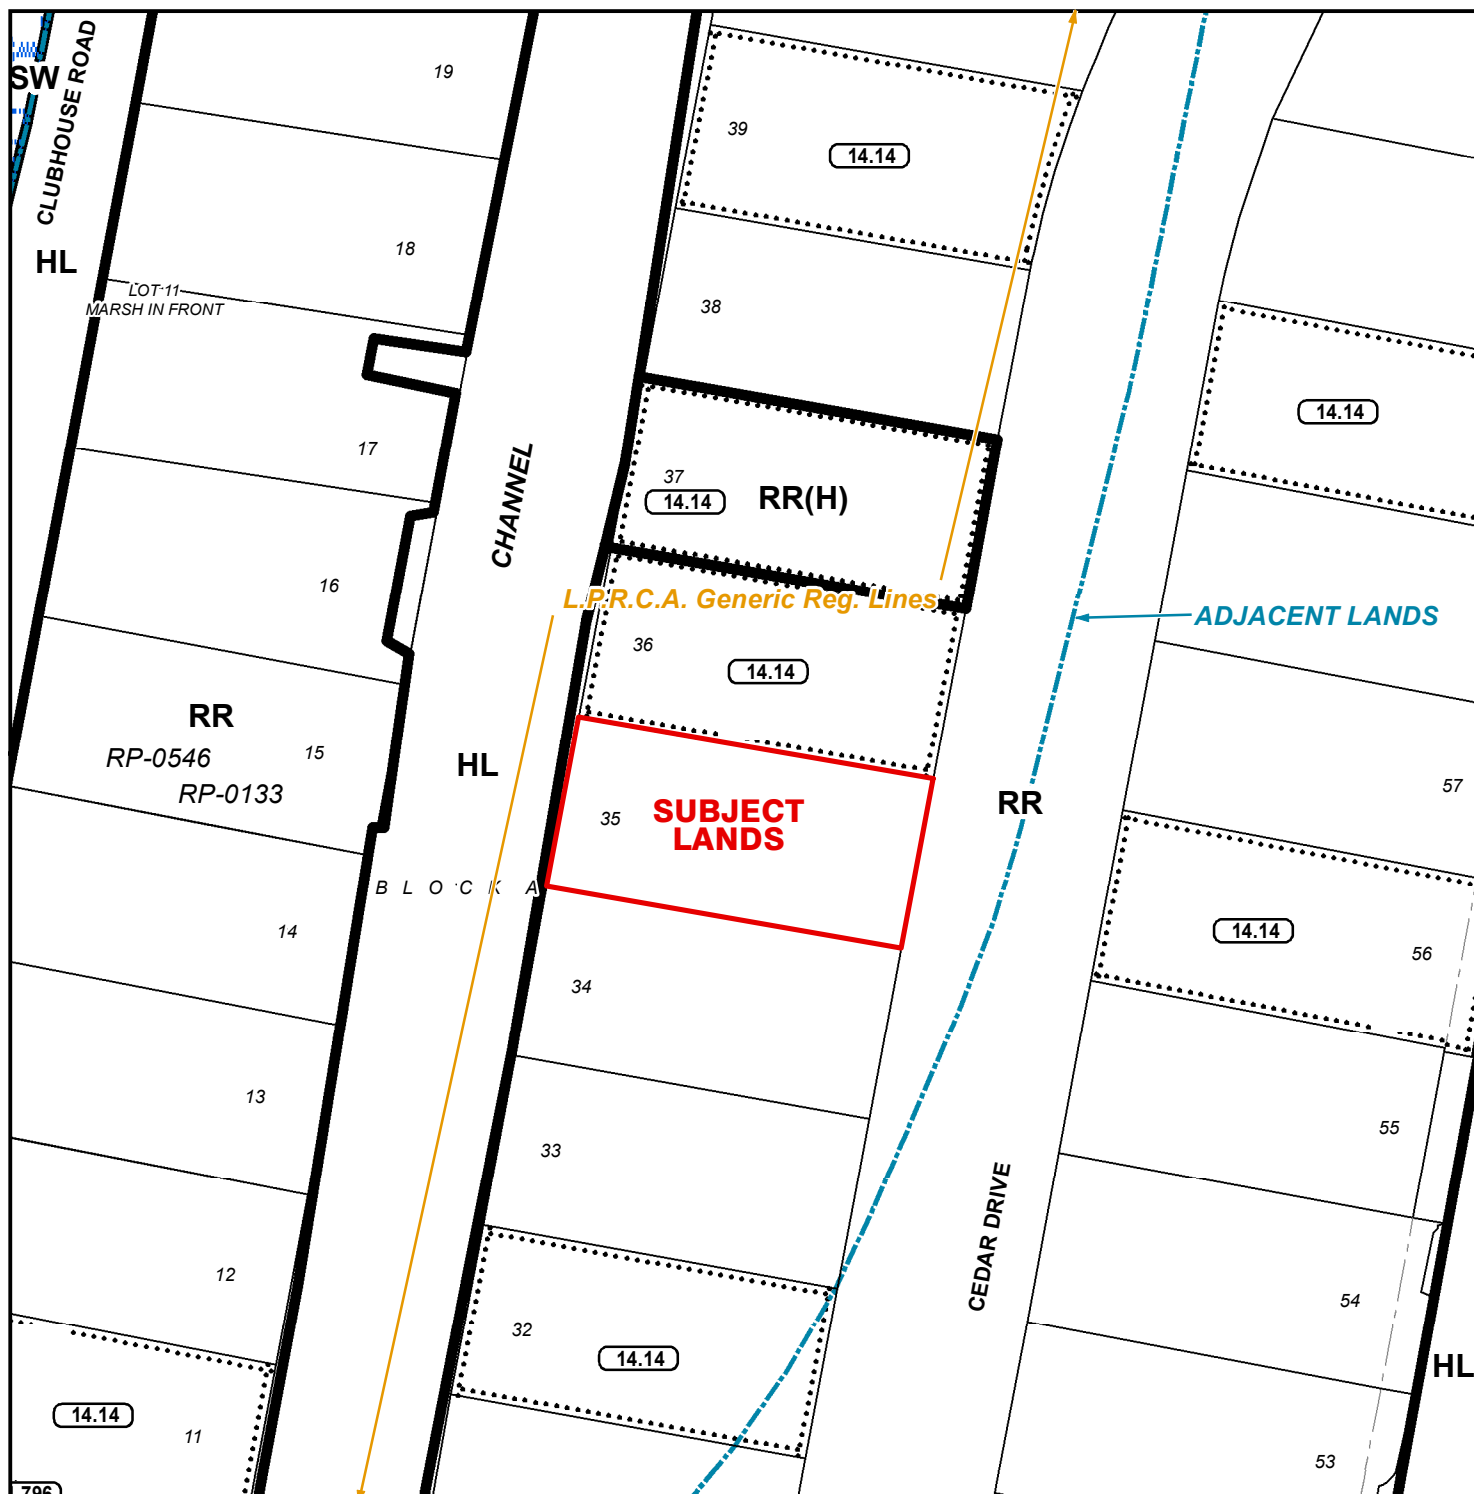 SW
CLUBHOUSE ROAD
HL
LOT 11
MARSH IN FRONT
19
18
17
16
RR
RP-0546
15
RP-0133
14
13
12
14.14
11
796
CHANNEL
HL
B L O C K A
39
14.14
38
37
14.14
RR(H)
L.P.R.C.A. Generic Reg. Lines
36
14.14
35
SUBJECT
LANDS
34
33
32
14.14
RR
CEDAR DRIVE
ADJACENT LANDS
14.14
57
14.14
56
55
54
HL
53